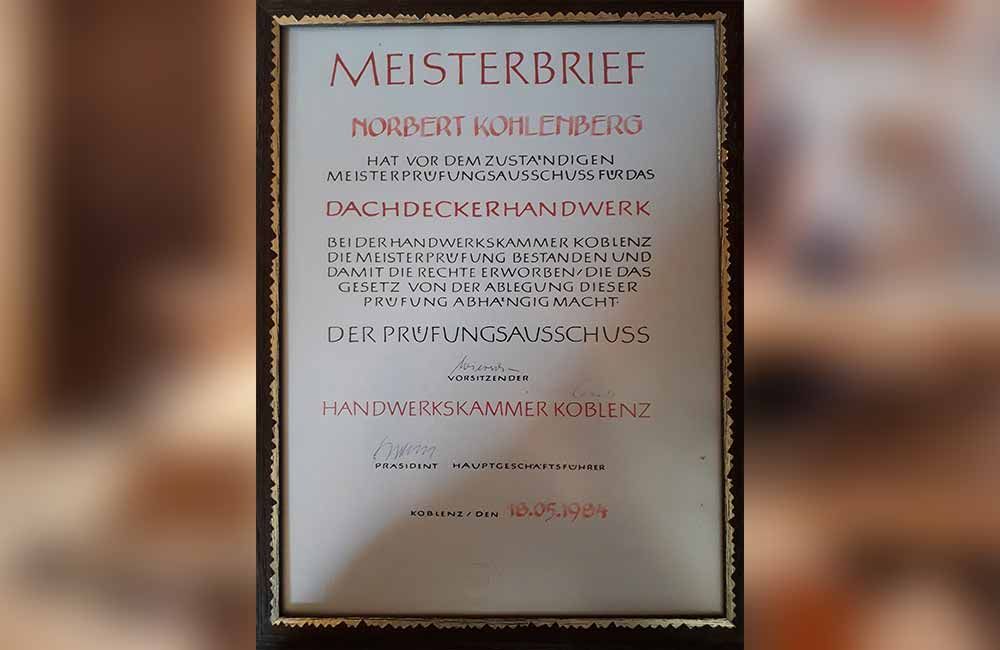 MEISTERBRIEF
NORBERT KOHLENBERG
HAT VOR DEM ZUSTÄNDIGEN
MEISTERPRÜFUNGSAUSSCHUSS FÜR DAS
DACHDECKERHANDWERK
BEI DER HANDWERKSKAMMER KOBLENZ
DIE MEISTERPRÜFUNG BESTANDEN UND
DAMIT DIE RECHTE ERWORBEN/DIE DAS
GESETZ VON DER ABLEGUNG DIESER
PRÜFUNG ABHÄNGIG MACHT·
DER PRÜFUNGSAUSSCHUSS
VORSITZENDER
HANDWERKSKAMMER KOBLENZ
PRÄSIDENT HAUPTGESCHÄFTSFÜHRER
KOBLENZ/DEN 18.05.1984